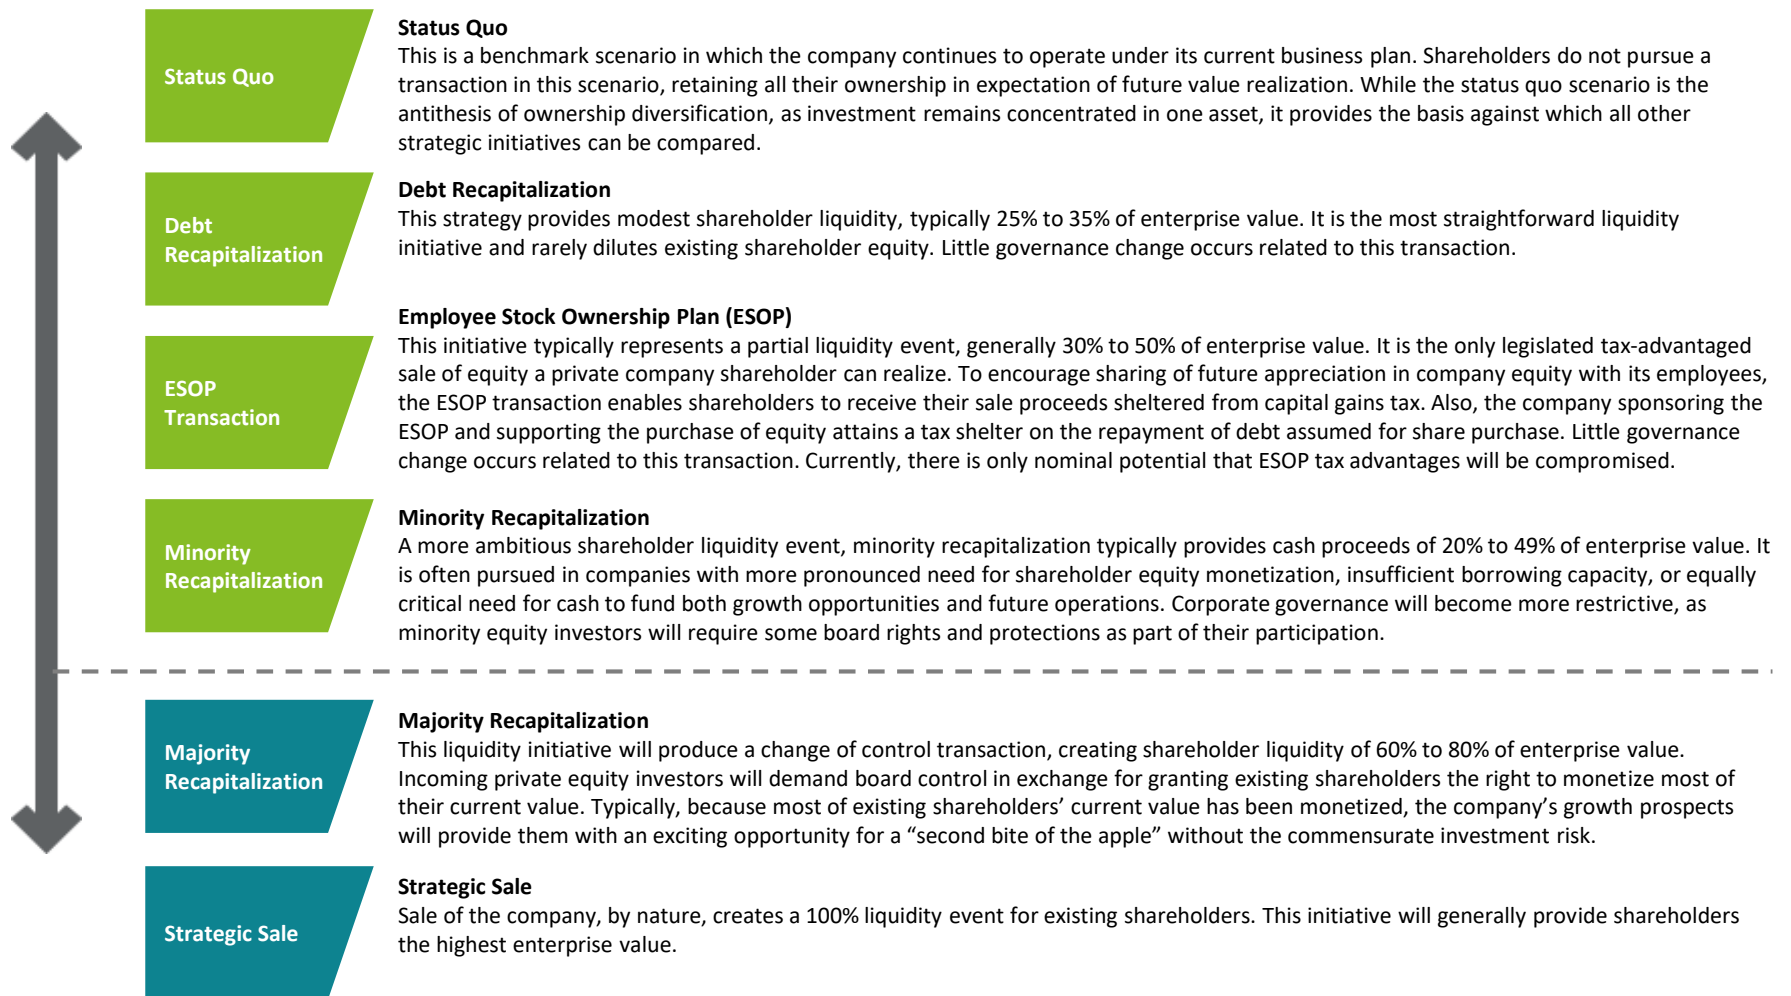 Status Quo
Status Quo
This is a benchmark scenario in which the company continues to operate under its current business plan. Shareholders do not pursue a
transaction in this scenario, retaining all their ownership in expectation of future value realization. While the status quo scenario is the
antithesis of ownership diversification, as investment remains concentrated in one asset, it provides the basis against which all other
strategic initiatives can be compared.
Debt
Recapitalization
Debt Recapitalization
This strategy provides modest shareholder liquidity, typically 25% to 35% of enterprise value. It is the most straightforward liquidity
initiative and rarely dilutes existing shareholder equity. Little governance change occurs related to this transaction.
ESOP
Transaction
Employee Stock Ownership Plan (ESOP)
This initiative typically represents a partial liquidity event, generally 30% to 50% of enterprise value. It is the only legislated tax-advantaged
sale of equity a private company shareholder can realize. To encourage sharing of future appreciation in company equity with its employees,
the ESOP transaction enables shareholders to receive their sale proceeds sheltered from capital gains tax. Also, the company sponsoring the
ESOP and supporting the purchase of equity attains a tax shelter on the repayment of debt assumed for share purchase. Little governance
change occurs related to this transaction. Currently, there is only nominal potential that ESOP tax advantages will be compromised.
Minority
Recapitalization
Minority Recapitalization
A more ambitious shareholder liquidity event, minority recapitalization typically provides cash proceeds of 20% to 49% of enterprise value. It
is often pursued in companies with more pronounced need for shareholder equity monetization, insufficient borrowing capacity, or equally
critical need for cash to fund both growth opportunities and future operations. Corporate governance will become more restrictive, as
minority equity investors will require some board rights and protections as part of their participation.
Majority
Recapitalization
Majority Recapitalization
This liquidity initiative will produce a change of control transaction, creating shareholder liquidity of 60% to 80% of enterprise value.
Incoming private equity investors will demand board control in exchange for granting existing shareholders the right to monetize most of
their current value. Typically, because most of existing shareholders’ current value has been monetized, the company’s growth prospects
will provide them with an exciting opportunity for a “second bite of the apple” without the commensurate investment risk.
Strategic Sale
Strategic Sale
Sale of the company, by nature, creates a 100% liquidity event for existing shareholders. This initiative will generally provide shareholders
the highest enterprise value.